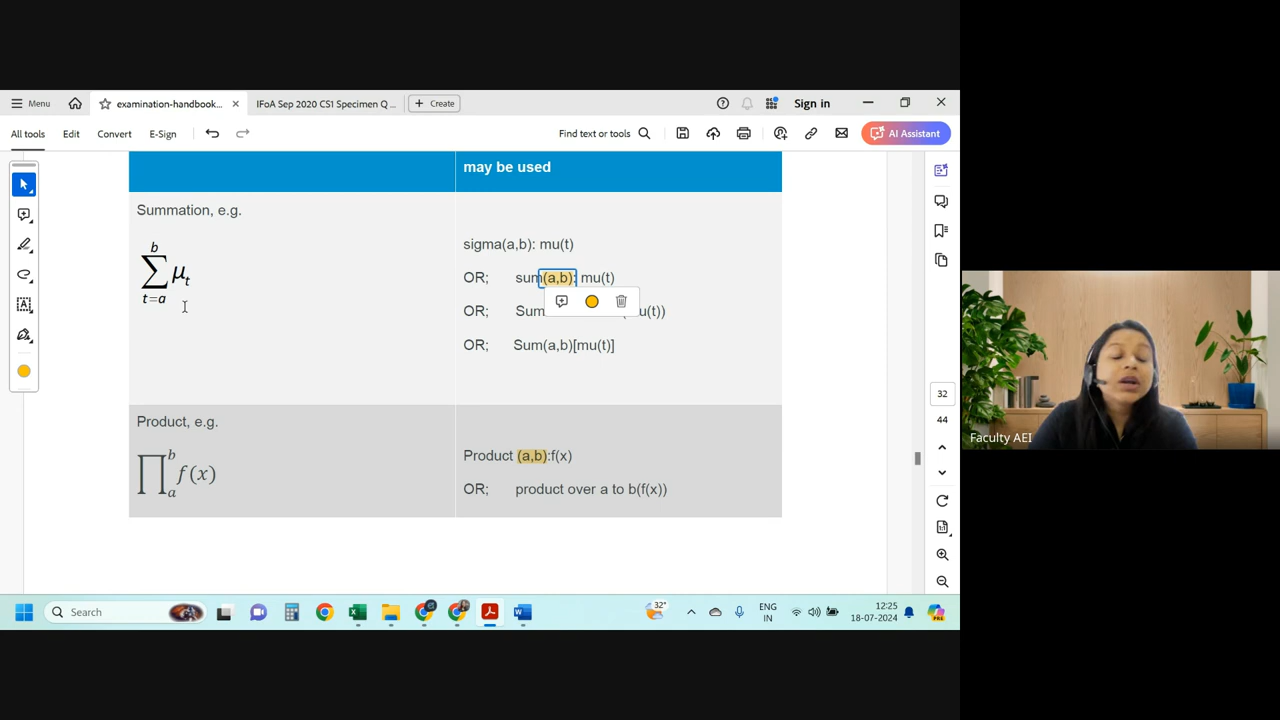 Menu
examination-handbook...
IFoA Sep 2020 CS1 Specimen Q ...
Create
Sign in
All tools
Edit
Convert
E-Sign
Find text or tools
AI Assistant
may be used
Summation, e.g.
b
∑ μt
t=a
sigma(a,b): mu(t)
OR; sum(a,b): mu(t)
OR; Sum u(t))
OR; Sum(a,b)[mu(t)]
Product, e.g.
∏ b a f(x)
Product (a,b):f(x)
OR; product over a to b(f(x))
32
44
Faculty AEI
Search
32°
ENG
IN
12:25
18-07-2024